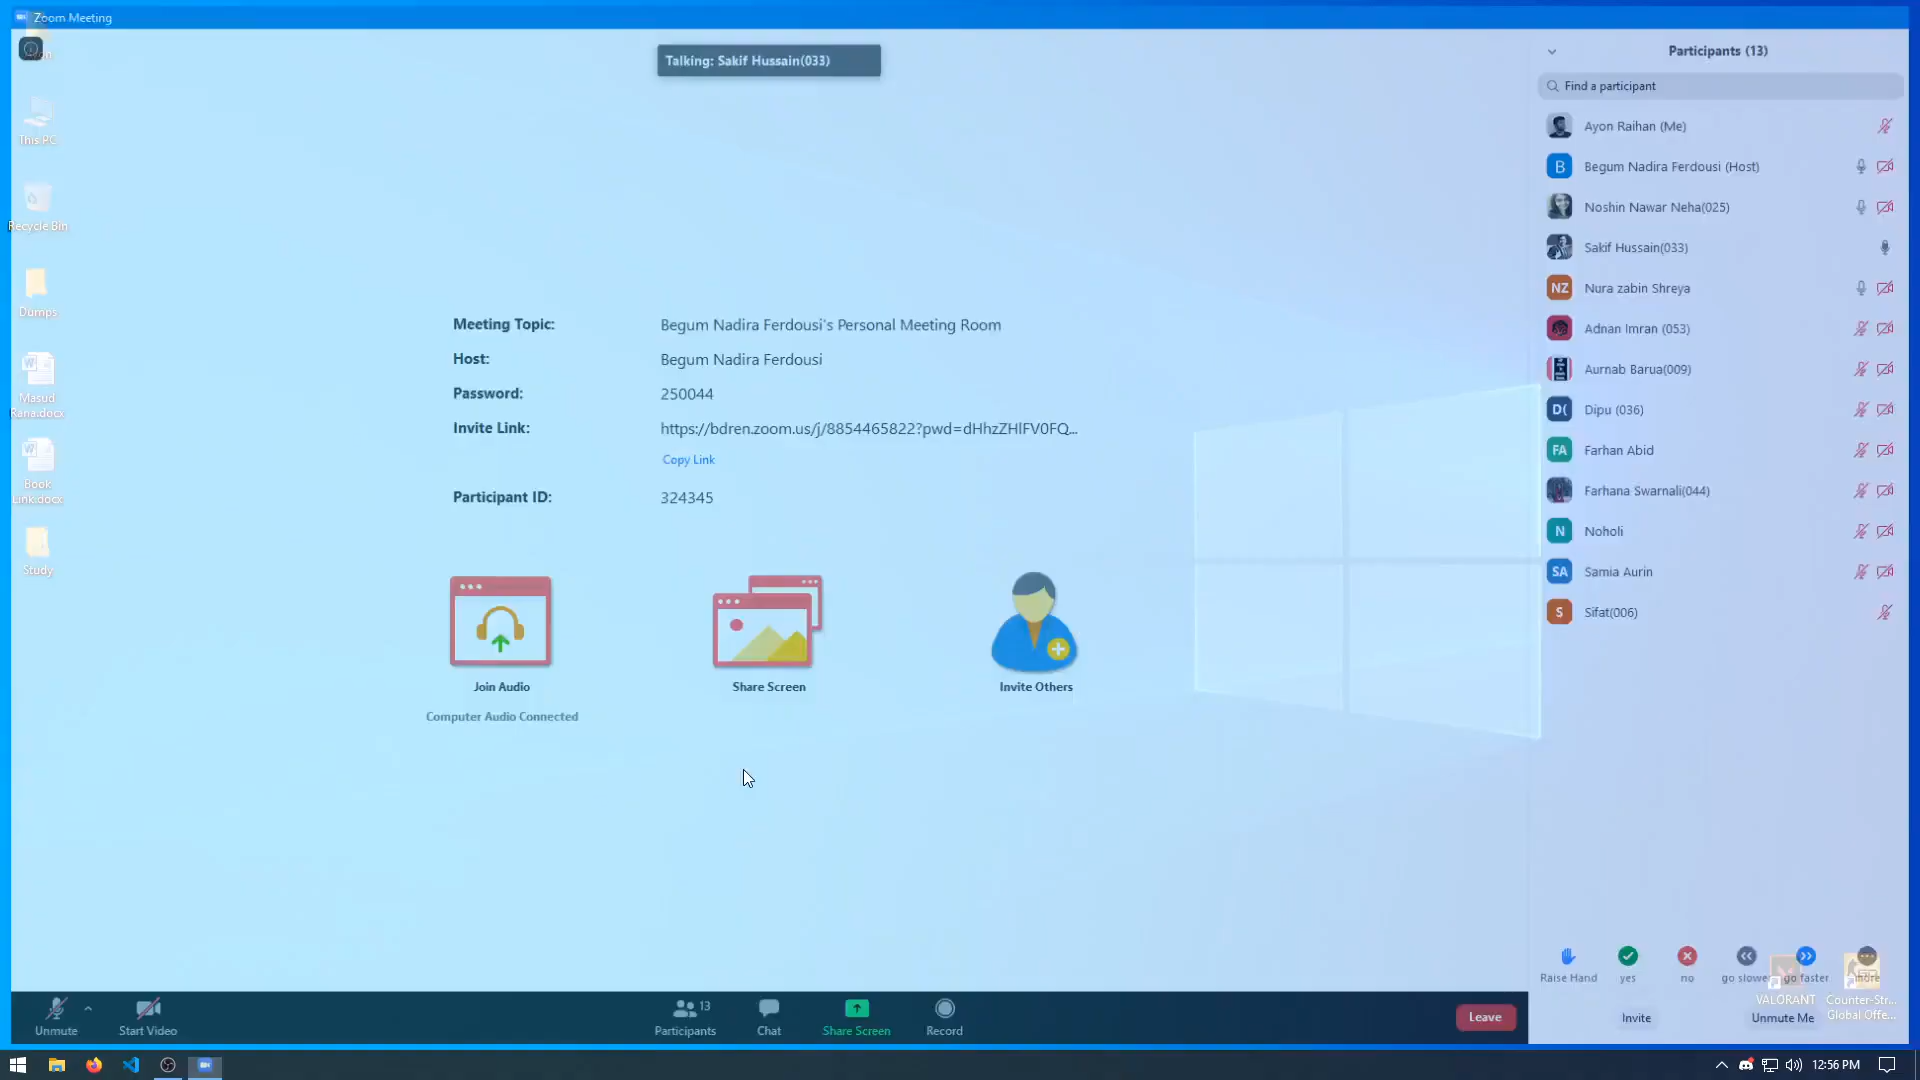 Zoom Meeting
Talking: Sakif Hussain(033)
This PC
Recycle Bin
Dumps
Masud
Rana.docx
Book
Link.docx
Study
Meeting Topic: Begum Nadira Ferdousi's Personal Meeting Room
Host: Begum Nadira Ferdousi
Password: 250044
Invite Link: https://bdren.zoom.us/j/8854465822?pwd=dHhzZHlFV0FQ...
Copy Link
Participant ID: 324345
Join Audio
Computer Audio Connected
Share Screen
Invite Others
Participants (13)
Find a participant
Ayon Raihan (Me)
B Begum Nadira Ferdousi (Host)
Noshin Nawar Neha(025)
Sakif Hussain(033)
NZ Nura zabin Shreya
Adnan Imran (053)
Aurnab Barua(009)
D( Dipu (036)
FA Farhan Abid
Farhana Swarnali(044)
N Noholi
SA Samia Aurin
S Sifat(006)
Raise Hand
yes
no
go slower
go faster
more
VALORANT
Counter-Str...
Global Offe...
Invite
Unmute Me
Unmute
Start Video
13
Participants
Chat
Share Screen
Record
Leave
12:56 PM